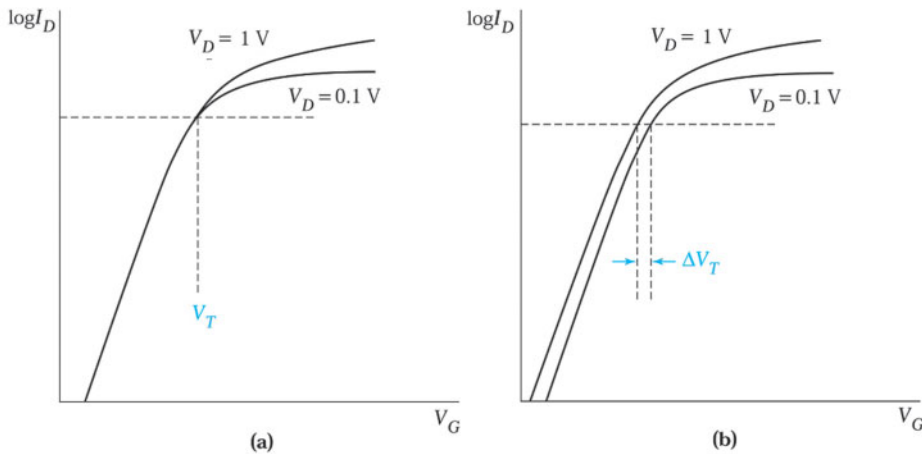 logI_D
V_D = 1 V
V_D = 0.1 V
V_T
V_G
(a)
logI_D
V_D = 1 V
V_D = 0.1 V
ΔV_T
V_G
(b)